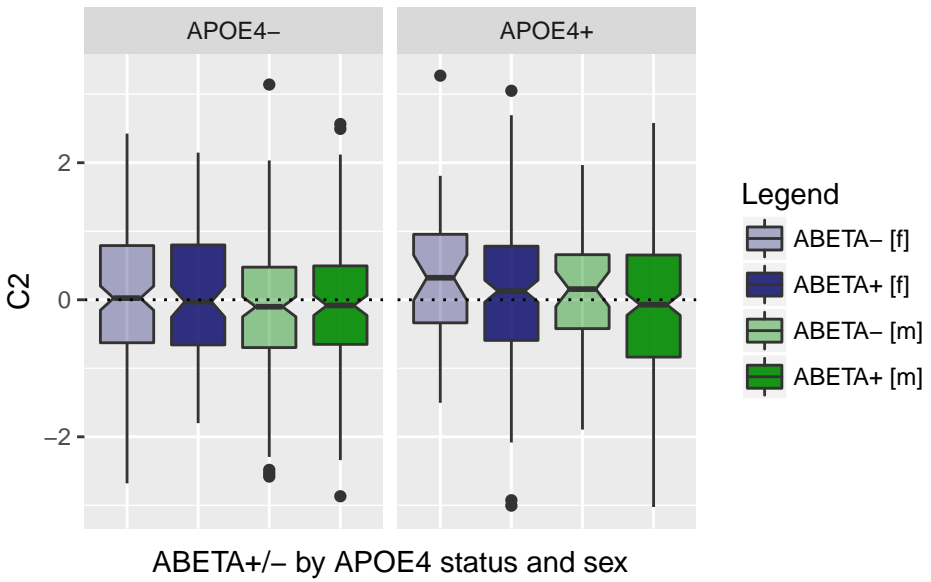 APOE4− APOE4+
2
0
−2
C2
ABETA+/− by APOE4 status and sex
Legend
ABETA− [f]
ABETA+ [f]
ABETA− [m]
ABETA+ [m]